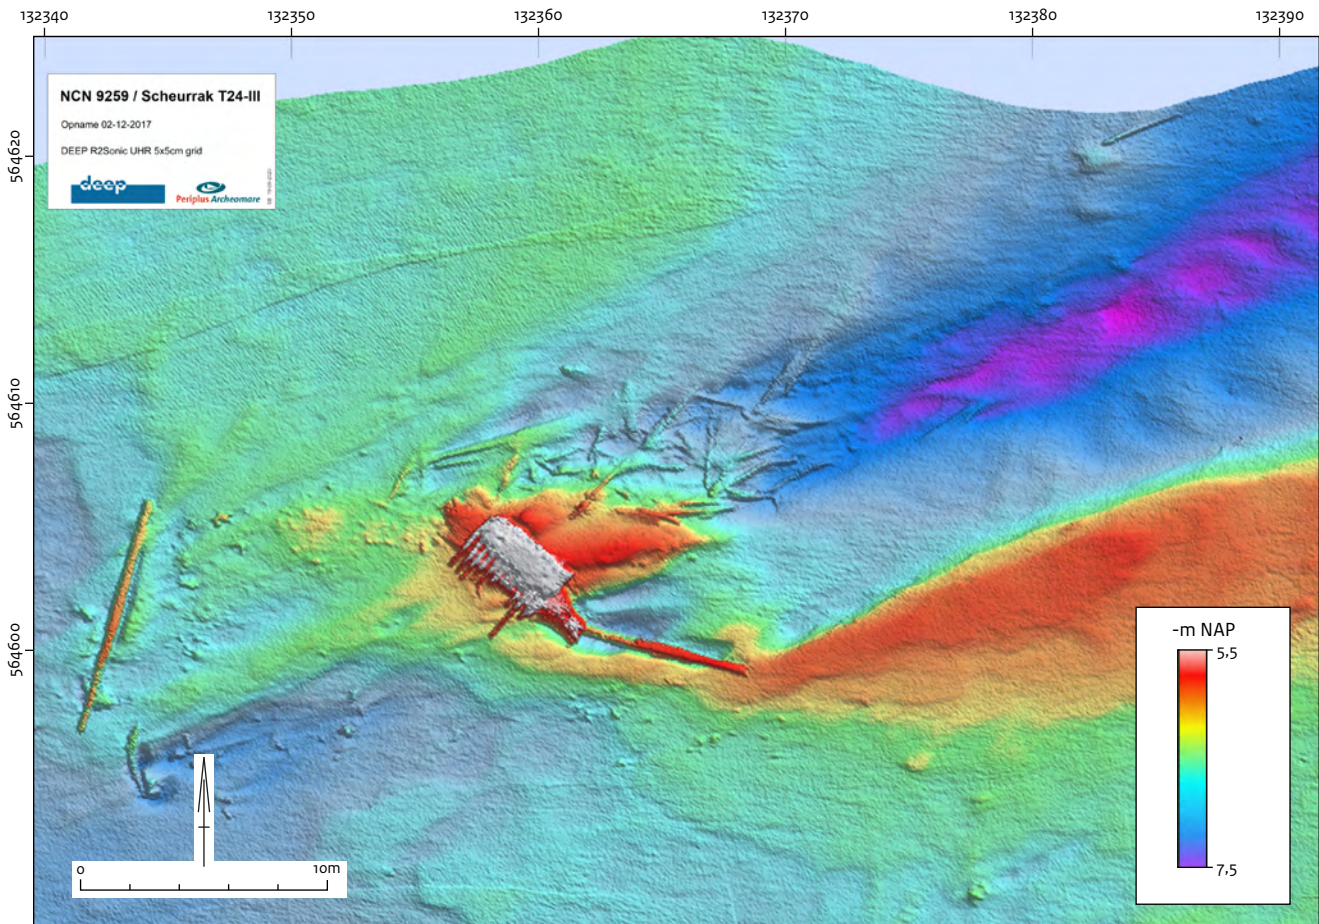 132340 132350 132360 132370 132380 132390
NCN 9259 / Scheurrak T24-III
Opname 02-12-2017
DEEP R2Sonic UHR 5x5cm grid
deep
Periplus Archeomare
564620
564610
564600
-m NAP
5,5
7,5
0 10m